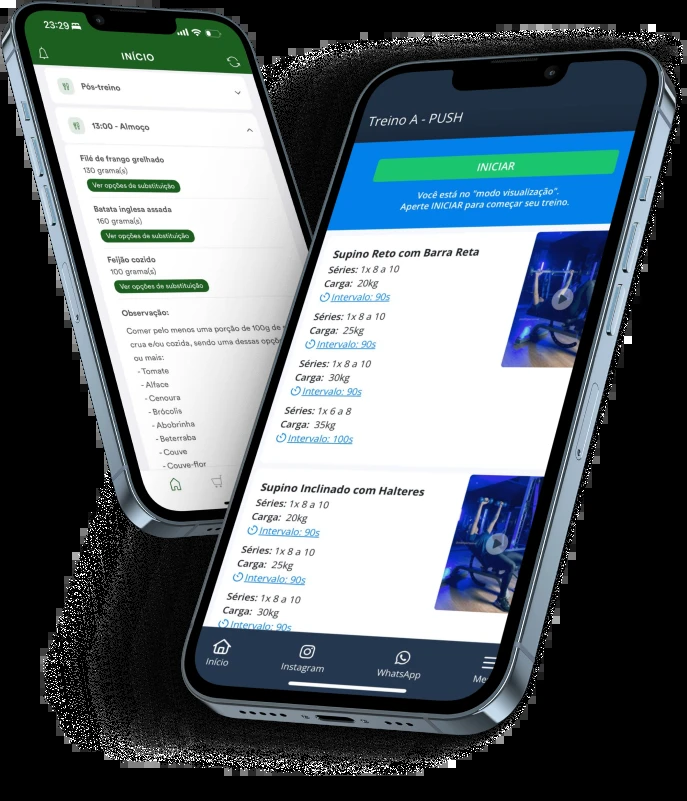 23:29
INÍCIO
Pós-treino
13:00 - Almoço
Filé de frango grelhado
130 grama(s)
Ver opções de substituição
Batata inglesa assada
160 grama(s)
Ver opções de substituição
Feijão cozido
100 grama(s)
Ver opções de substituição
Observação:
Comer pelo menos uma porção de 100g de
crua e/ou cozida, sendo uma dessas
ou mais:
- Tomate
- Alface
- Cenoura
- Brócolis
- Abobrinha
- Beterraba
- Couve
- Couve-flor
Treino A - PUSH
INICIAR
Você está no "modo visualização".
Aperte INICIAR para começar seu treino.
Supino Reto com Barra Reta
Séries: 1x 8 a 10
Carga: 20kg
Intervalo: 90s
Séries: 1x 8 a 10
Carga: 25kg
Intervalo: 90s
Séries: 1x 8 a 10
Carga: 30kg
Intervalo: 90s
Séries: 1x 6 a 8
Carga: 35kg
Intervalo: 100s
Supino Inclinado com Halteres
Séries: 1x 8 a 10
Carga: 20kg
Intervalo: 90s
Séries: 1x 8 a 10
Carga: 25kg
Intervalo: 90s
Séries: 1x 8 a 10
Carga: 30kg
Intervalo: 90s
Início
Instagram
WhatsApp